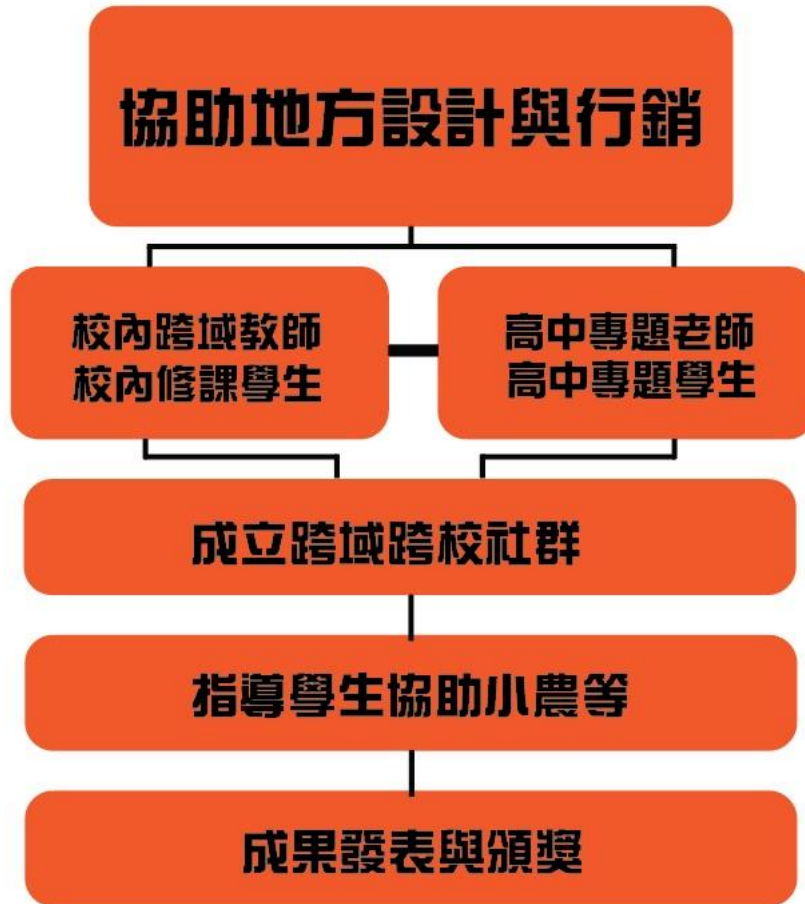 協助地方設計與行銷
校內跨域教師
校內修課學生
高中專題老師
高中專題學生
成立跨域跨校社群
指導學生協助小農等
成果發表與頒獎